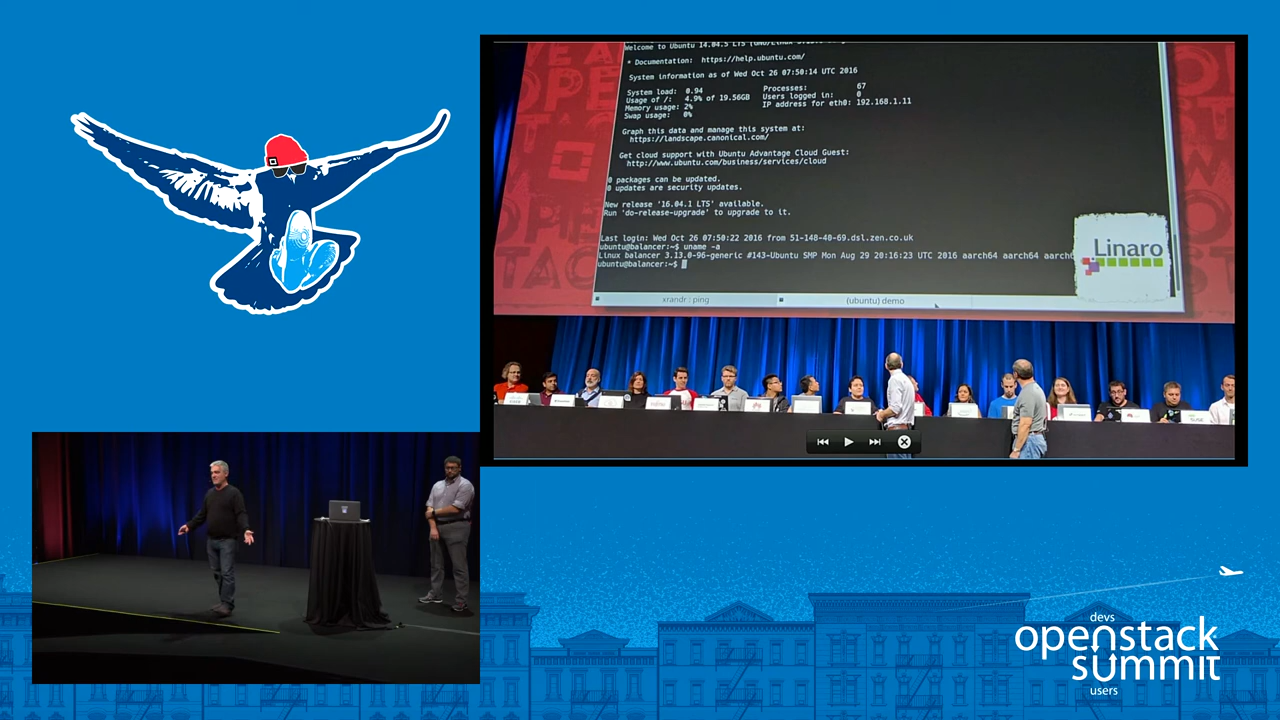 Welcome to Ubuntu 14.04.5 LTS (GNU/Linux
* Documentation: https://help.ubuntu.com/
System information as of Wed Oct 26 07:50:14 UTC 2016
System load: 0.94 Processes: 67
Usage of /: 4.9% of 19.56GB Users logged in: 0
Memory usage: 2% IP address for eth0: 192.168.1.11
Swap usage: 0%
Graph this data and manage this system at:
https://landscape.canonical.com/
Get cloud support with Ubuntu Advantage Cloud Guest:
http://www.ubuntu.com/business/services/cloud
0 packages can be updated.
0 updates are security updates.
New release '16.04.1 LTS' available.
Run 'do-release-upgrade' to upgrade to it.
Last login: Wed Oct 26 07:50:22 2016 from 51-148-40-69.dsl.zen.co.uk
ubuntu@balancer:~$ uname -a
Linux balancer 3.13.0-96-generic #143-Ubuntu SMP Mon Aug 29 20:16:23 UTC 2016 aarch64 aarch64 aarch6
ubuntu@balancer:~$
Linaro
xrandr : ping
(ubuntu) demo
devs
openstack
summit
users